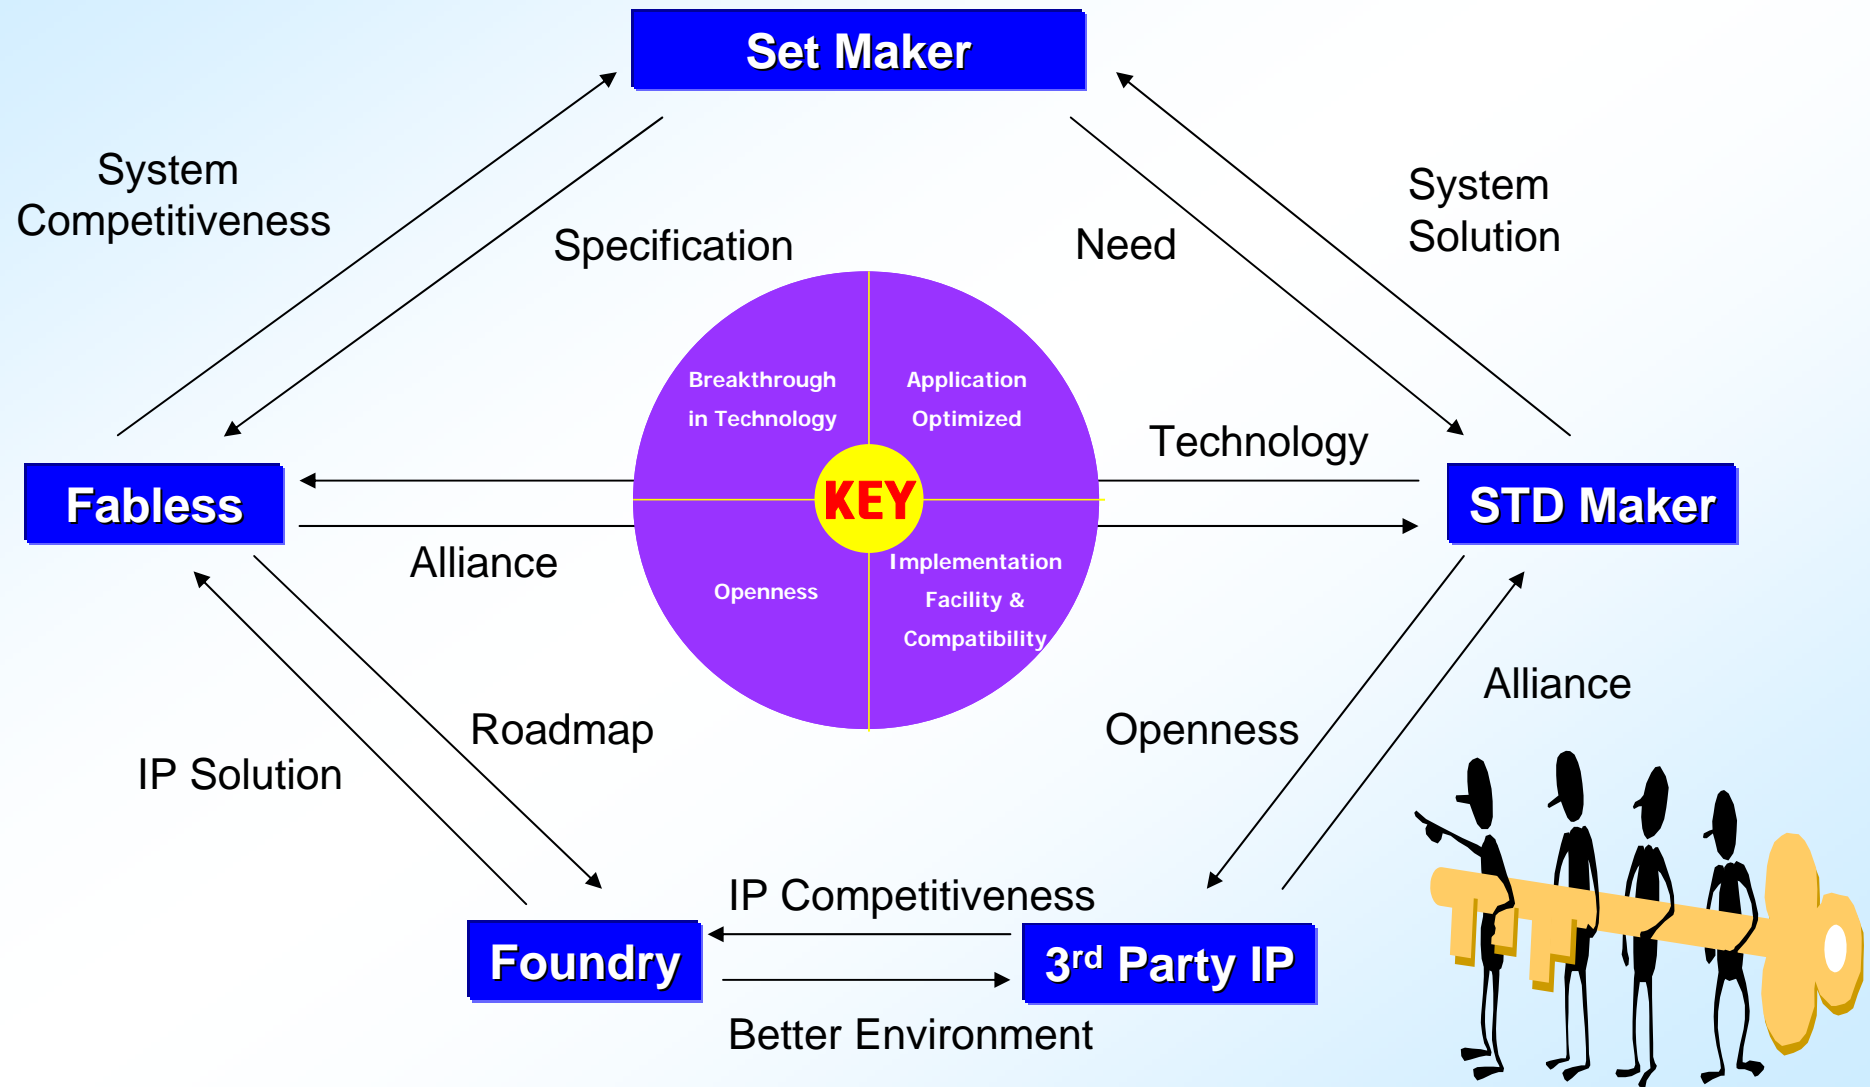 Set Maker
System
Competitiveness
Specification
Need
System
Solution
Breakthrough
in Technology
Application
Optimized
Technology
Fabless
KEY
STD Maker
Alliance
Openness
Implementation
Facility &
Compatibility
Roadmap
IP Solution
Openness
Alliance
IP Competitiveness
Foundry
3rd Party IP
Better Environment